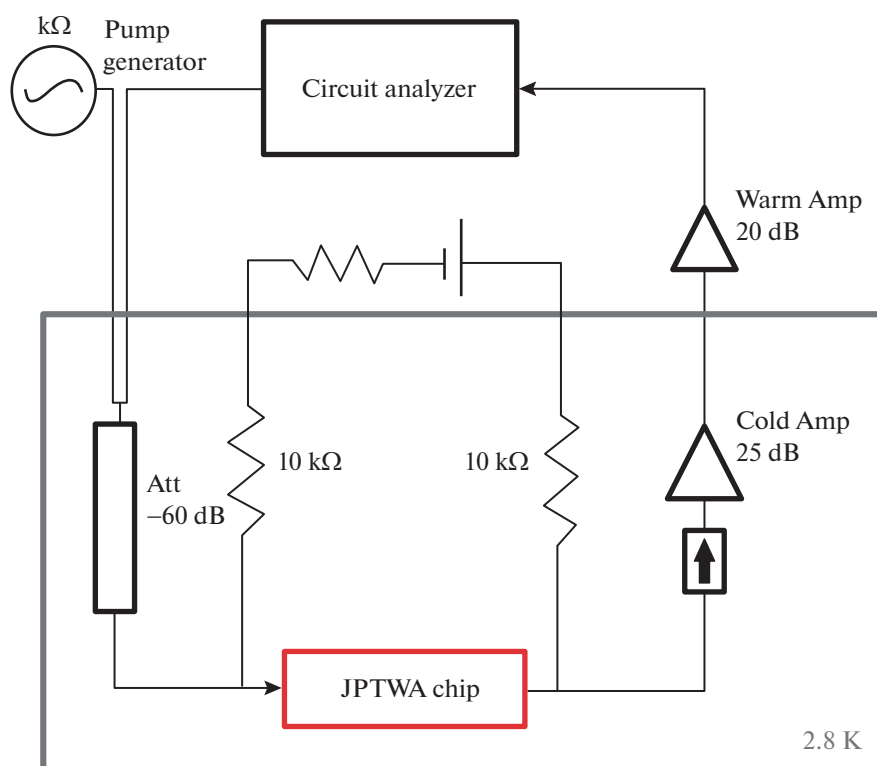 kΩ
Pump
generator
Circuit analyzer
Warm Amp
20 dB
Cold Amp
25 dB
10 kΩ
10 kΩ
Att
−60 dB
JPTWA chip
2.8 K